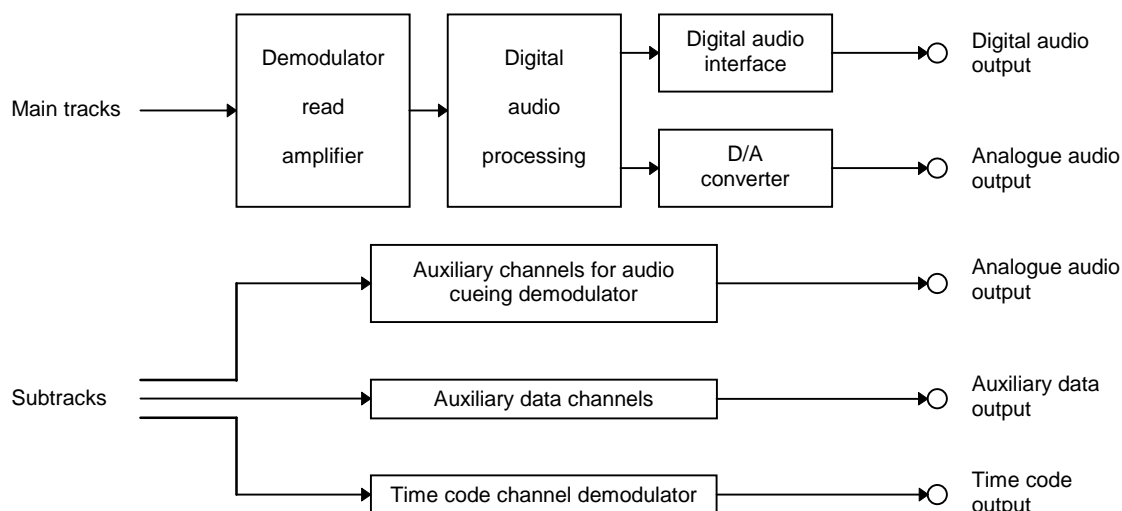 Main tracks
Demodulator
read
amplifier
Digital
audio
processing
Digital audio
interface
Digital audio
output
D/A
converter
Analogue audio
output
Auxiliary channels for audio
cueing demodulator
Analogue audio
output
Subtracks
Auxiliary data channels
Auxiliary data
output
Time code channel demodulator
Time code
output